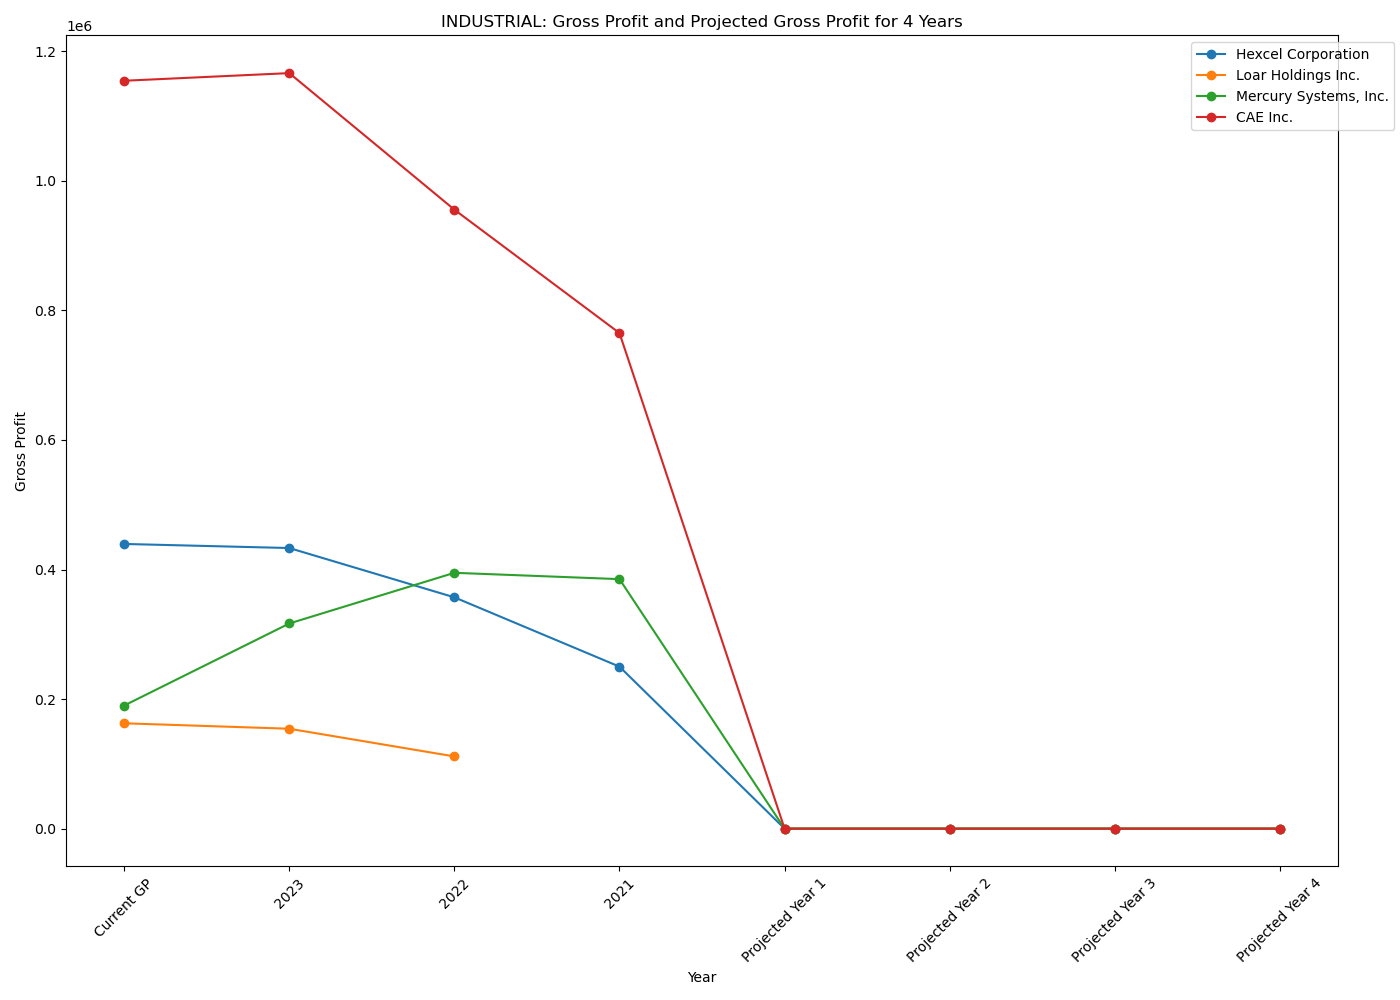 INDUSTRIAL: Gross Profit and Projected Gross Profit for 4 Years
1e6
1.2
1.0
0.8
0.6
0.4
0.2
0.0
Gross Profit
Hexcel Corporation
Loar Holdings Inc.
Mercury Systems, Inc.
CAE Inc.
Current GP
2023
2022
2021
Projected Year 1
Projected Year 2
Projected Year 3
Projected Year 4
Year